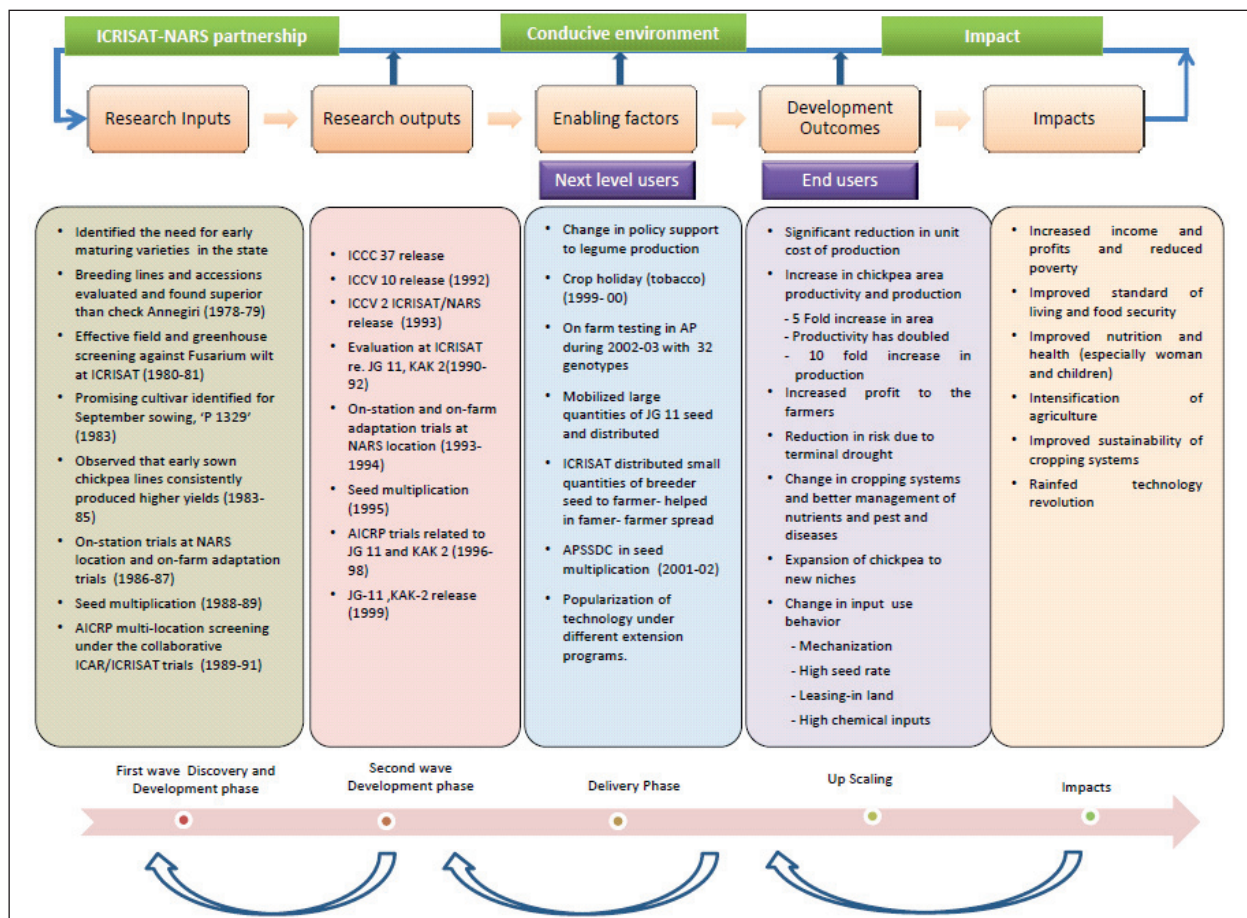 ICRISAT-NARS partnership
Conducive environment
Impact
Research Inputs
Research outputs
Enabling factors
Development
Outcomes
Impacts
Next level users
End users
• Identified the need for early
maturing varieties in the state
• Breeding lines and accessions
evaluated and found superior
than check Annegiri (1978-79)
• Effective field and greenhouse
screening against Fusarium wilt
at ICRISAT (1980-81)
• Promising cultivar identified for
September sowing, ‘P 1329’
(1983)
• Observed that early sown
chickpea lines consistently
produced higher yields (1983-
85)
• On-station trials at NARS
location and on-farm adaptation
trials (1986-87)
• Seed multiplication (1988-89)
• AICRP multi-location screening
under the collaborative
ICAR/ICRISAT trials (1989-91)
• ICCC 37 release
• ICCV 10 release (1992)
• ICCV 2 ICRISAT/NARS
release (1993)
• Evaluation at ICRISAT
re. JG 11, KAK 2(1990-
92)
• On-station and on-farm
adaptation trials at
NARS location (1993-
1994)
• Seed multiplication
(1995)
• AICRP trials related to
JG 11 and KAK 2 (1996-
98)
• JG-11 ,KAK-2 release
(1999)
• Change in policy support
to legume production
• Crop holiday (tobacco)
(1999- 00)
• On farm testing in AP
during 2002-03 with 32
genotypes
• Mobilized large
quantities of JG 11 seed
and distributed
• ICRISAT distributed small
quantities of breeder
seed to farmer- helped
in famer- farmer spread
• APSSDC in seed
multiplication (2001-02)
• Popularization of
technology under
different extension
programs.
• Significant reduction in unit
cost of production
• Increase in chickpea area
productivity and production
- 5 Fold increase in area
- Productivity has doubled
- 10 fold increase in
production
• Increased profit to the
farmers
• Reduction in risk due to
terminal drought
• Change in cropping systems
and better management of
nutrients and pest and
diseases
• Expansion of chickpea to
new niches
• Change in input use
behavior
- Mechanization
- High seed rate
- Leasing-in land
- High chemical inputs
• Increased income and
profits and reduced
poverty
• Improved standard of
living and food security
• Improved nutrition and
health (especially woman
and children)
• Intensification of
agriculture
• Improved sustainability of
cropping systems
• Rainfed technology
revolution
First wave Discovery and
Development phase
Second wave
Development phase
Delivery Phase
Up Scaling
Impacts